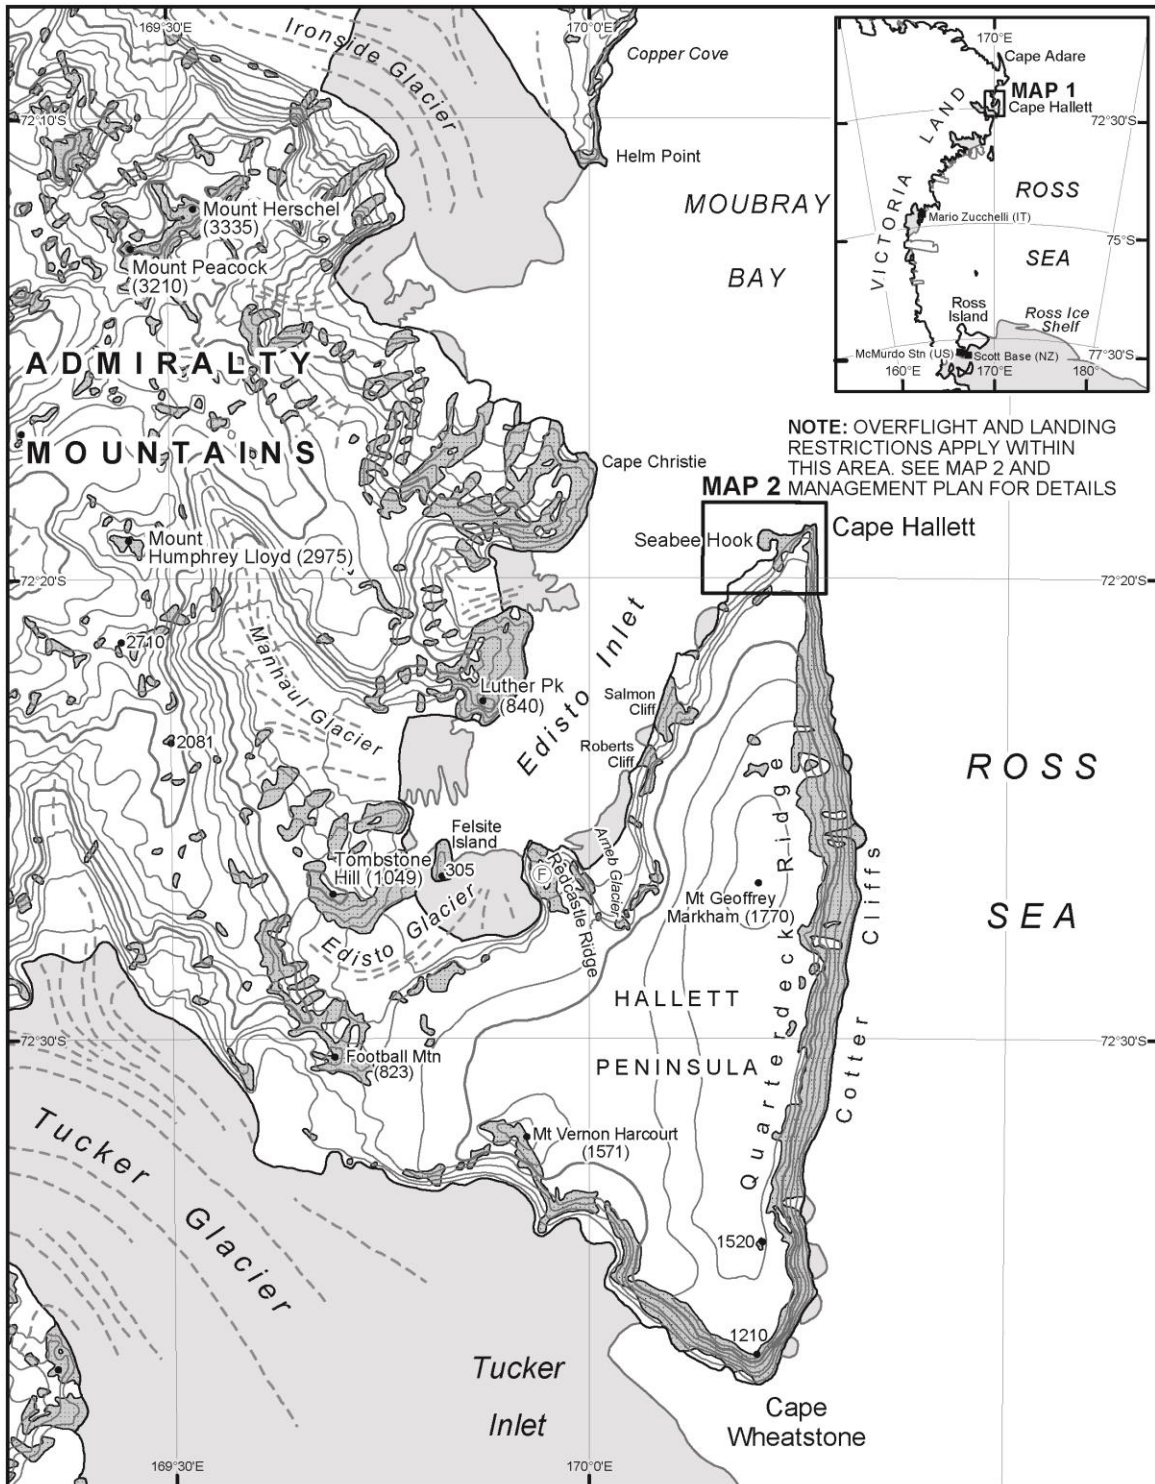 169°30'E
170°0'E
Ironside Glacier
Copper Cove
72°10'S
Helm Point
Mount Herschel
(3335)
Mount Peacock
(3210)
MOUBRAY
BAY
170°E
Cape Adare
MAP 1
Cape Hallett
72°30'S
VICTORIA LAND
ROSS
SEA
Mario Zucchelli (IT)
75°S
Ross
Island
Ross Ice
Shelf
McMurdo Stn (US)
Scott Base (NZ)
77°30'S
160°E
170°E
180°
ADMIRALTY
MOUNTAINS
NOTE: OVERFLIGHT AND LANDING
RESTRICTIONS APPLY WITHIN
THIS AREA. SEE MAP 2 AND
MANAGEMENT PLAN FOR DETAILS
MAP 2
Cape Christie
Seabee Hook
Cape Hallett
Mount
Humphrey Lloyd (2975)
72°20'S
72°20'S
2710
Manhaul Glacier
Edisto Inlet
Luther Pk
(840)
Salmon
Cliff
2081
Roberts
Cliff
ROSS
SEA
Felsite
Island
305
Tombstone
Hill (1049)
F
Redcastle Ridge
Arneb Glacier
Edisto Glacier
Mt Geoffrey
Markham (1770)
Quarterdeck Ridge
Cotter Cliffs
HALLETT
PENINSULA
72°30'S
72°30'S
Football Mtn
(823)
Mt Vernon Harcourt
(1571)
Tucker Glacier
1520
1210
Tucker
Inlet
Cape
Wheatstone
169°30'E
170°0'E